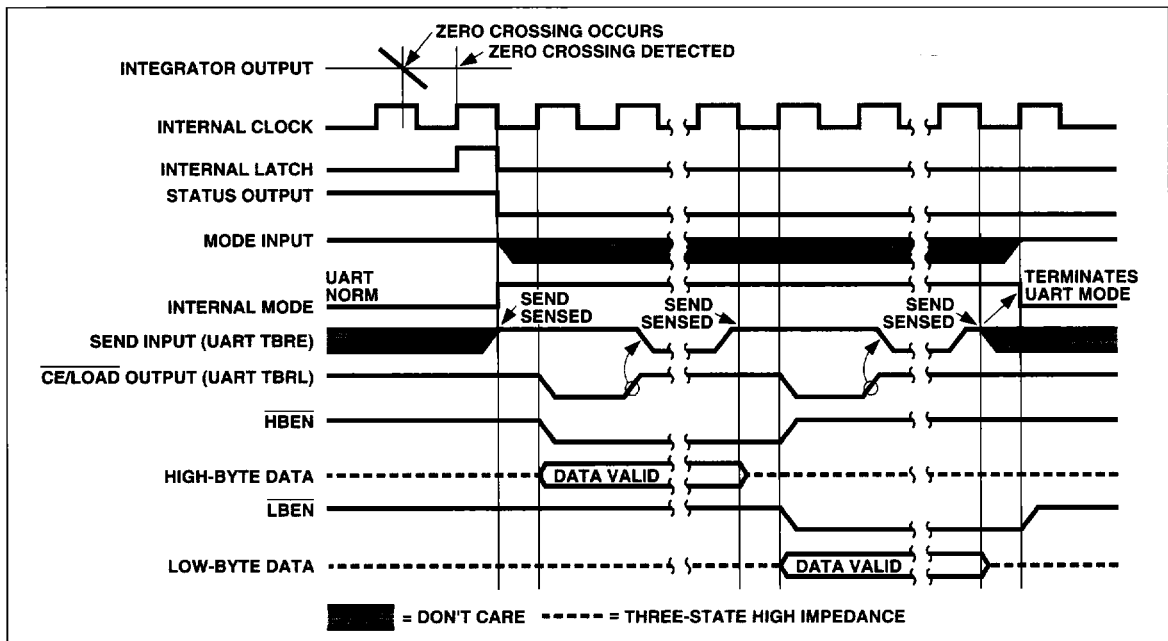 ZERO CROSSING OCCURS
ZERO CROSSING DETECTED
INTEGRATOR OUTPUT
INTERNAL CLOCK
INTERNAL LATCH
STATUS OUTPUT
MODE INPUT
UART
NORM
TERMINATES
UART MODE
INTERNAL MODE
SEND
SENSED
SEND
SENSED
SEND
SENSED
SEND INPUT (UART TBRE)
CE/LOAD OUTPUT (UART TBRL)
HBEN
HIGH-BYTE DATA
DATA VALID
LBEN
LOW-BYTE DATA
DATA VALID
= DON'T CARE
= THREE-STATE HIGH IMPEDANCE